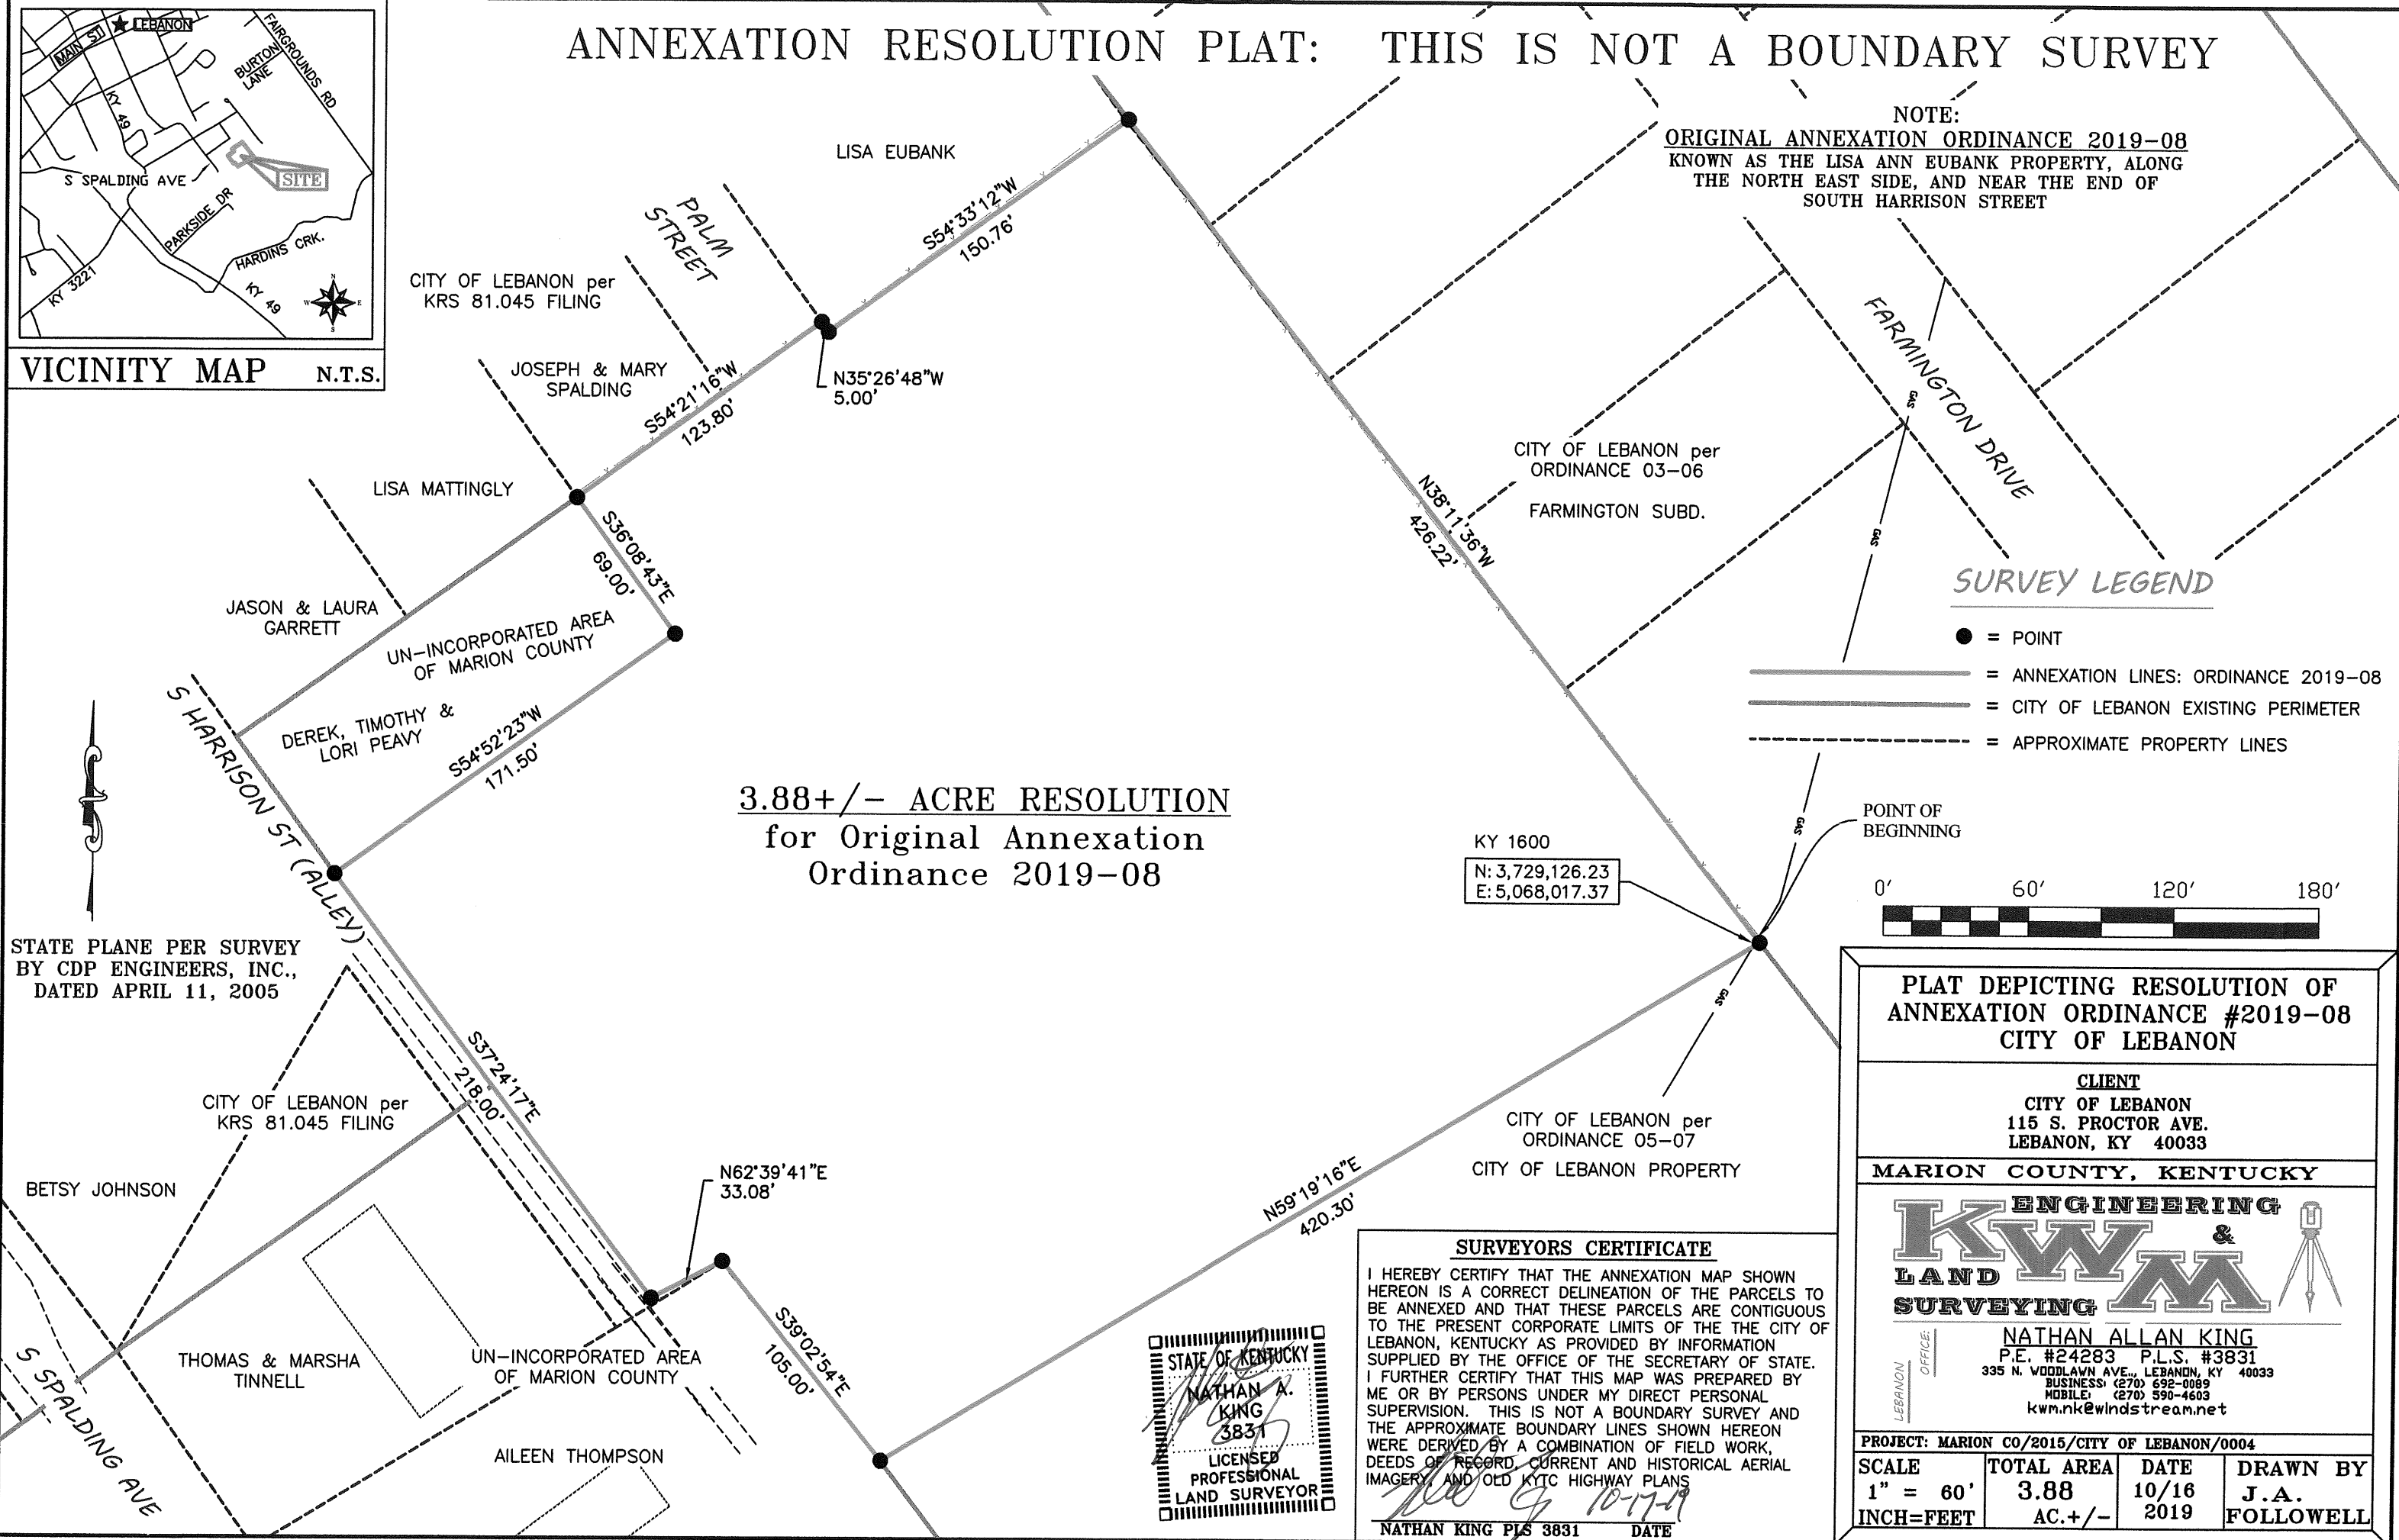 ANNEXATION RESOLUTION PLAT: THIS IS NOT A BOUNDARY SURVEY
LEBANON
MAIN ST
FAIRGROUNDS RD
BURTON
LANE
KY 49
S SPALDING AVE
SITE
PARKSIDE DR
HARDINS CRK.
KY 3221
KY 49
N
W
E
S
VICINITY MAP N.T.S.
NOTE:
ORIGINAL ANNEXATION ORDINANCE 2019-08
KNOWN AS THE LISA ANN EUBANK PROPERTY, ALONG
THE NORTH EAST SIDE, AND NEAR THE END OF
SOUTH HARRISON STREET
LISA EUBANK
PALM
STREET
S54°33'12"W
150.76'
CITY OF LEBANON per
KRS 81.045 FILING
JOSEPH & MARY
SPALDING
S54°21'16"W
123.80'
N35°26'48"W
5.00'
FARMINGTON DRIVE
GAS
GAS
CITY OF LEBANON per
ORDINANCE 03-06
FARMINGTON SUBD.
N38°11'36"W
426.22'
LISA MATTINGLY
S36°08'43"E
69.00'
JASON & LAURA
GARRETT
UN-INCORPORATED AREA
OF MARION COUNTY
DEREK, TIMOTHY &
LORI PEAVY
S54°52'23"W
171.50'
S HARRISON ST (ALLEY)
SURVEY LEGEND
= POINT
= ANNEXATION LINES: ORDINANCE 2019-08
= CITY OF LEBANON EXISTING PERIMETER
= APPROXIMATE PROPERTY LINES
3.88+/- ACRE RESOLUTION
for Original Annexation
Ordinance 2019-08
GAS
POINT OF
BEGINNING
KY 1600
N: 3,729,126.23
E: 5,068,017.37
0' 60' 120' 180'
GAS
STATE PLANE PER SURVEY
BY CDP ENGINEERS, INC.,
DATED APRIL 11, 2005
S37°24'17"E
218.00'
CITY OF LEBANON per
KRS 81.045 FILING
BETSY JOHNSON
N62°39'41"E
33.08'
CITY OF LEBANON per
ORDINANCE 05-07
CITY OF LEBANON PROPERTY
N59°19'16"E
420.30'
S39°02'54"E
105.00'
THOMAS & MARSHA
TINNELL
UN-INCORPORATED AREA
OF MARION COUNTY
AILEEN THOMPSON
S SPALDING AVE
STATE OF KENTUCKY
NATHAN A.
KING
3831
LICENSED
PROFESSIONAL
LAND SURVEYOR
SURVEYORS CERTIFICATE
I HEREBY CERTIFY THAT THE ANNEXATION MAP SHOWN
HEREON IS A CORRECT DELINEATION OF THE PARCELS TO
BE ANNEXED AND THAT THESE PARCELS ARE CONTIGUOUS
TO THE PRESENT CORPORATE LIMITS OF THE THE CITY OF
LEBANON, KENTUCKY AS PROVIDED BY INFORMATION
SUPPLIED BY THE OFFICE OF THE SECRETARY OF STATE.
I FURTHER CERTIFY THAT THIS MAP WAS PREPARED BY
ME OR BY PERSONS UNDER MY DIRECT PERSONAL
SUPERVISION. THIS IS NOT A BOUNDARY SURVEY AND
THE APPROXIMATE BOUNDARY LINES SHOWN HEREON
WERE DERIVED BY A COMBINATION OF FIELD WORK,
DEEDS OF RECORD, CURRENT AND HISTORICAL AERIAL
IMAGERY, AND OLD KYTC HIGHWAY PLANS
10-17-19
NATHAN KING PLS 3831 DATE
PLAT DEPICTING RESOLUTION OF
ANNEXATION ORDINANCE #2019-08
CITY OF LEBANON
CLIENT
CITY OF LEBANON
115 S. PROCTOR AVE.
LEBANON, KY 40033
MARION COUNTY, KENTUCKY
KWM
ENGINEERING
&
LAND
SURVEYING
LEBANON
OFFICE:
NATHAN ALLAN KING
P.E. #24283 P.L.S. #3831
335 N. WOODLAWN AVE., LEBANON, KY 40033
BUSINESS: (270) 692-0089
MOBILE: (270) 590-4603
kwm.nk@windstream.net
PROJECT: MARION CO/2015/CITY OF LEBANON/0004
SCALE
1" = 60'
INCH=FEET
TOTAL AREA
3.88
AC.+/-
DATE
10/16
2019
DRAWN BY
J.A.
FOLLOWELL